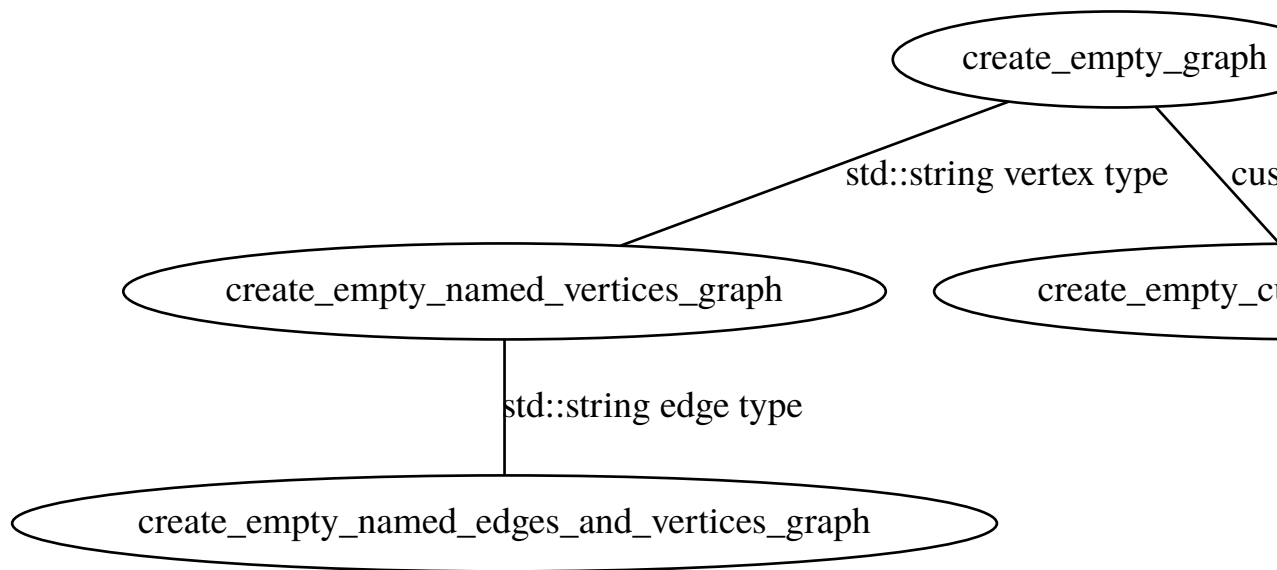 create_empty_graph
std::string vertex type
create_empty_named_vertices_graph
std::string edge type
create_empty_named_edges_and_vertices_graph